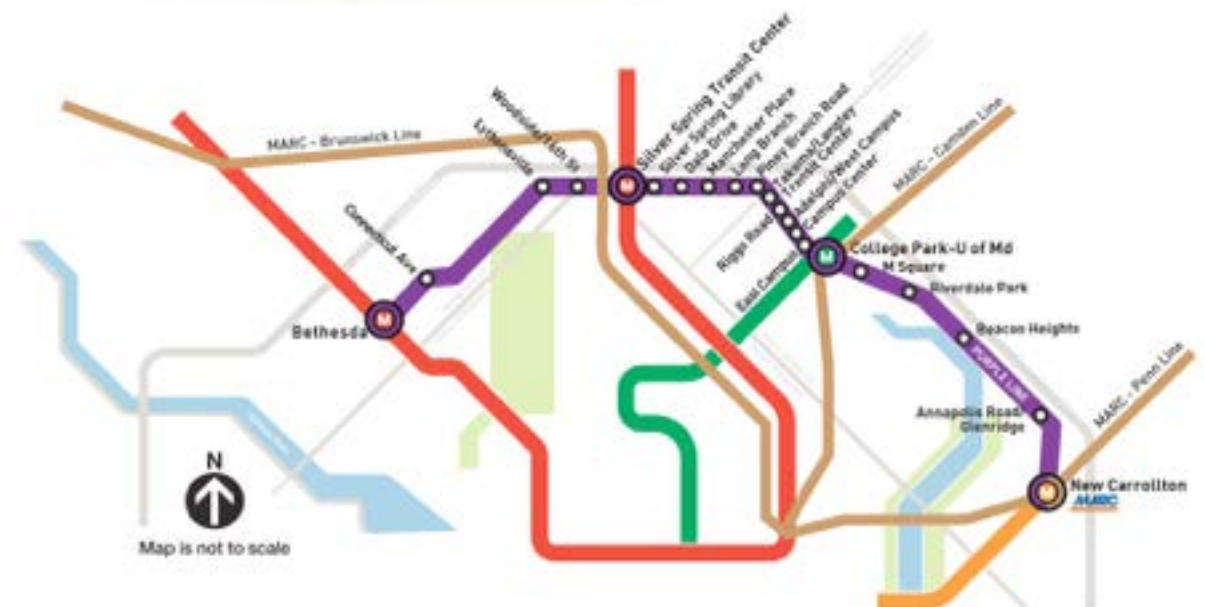 MARC - Brunswick Line
Woodside/16th St
Lyttonsville
Connecticut Ave
Bethesda
Silver Spring Transit Center
Silver Spring Library
Dale Drive
Manchester Place
Long Branch
Piney Branch Road
Takoma/Langley
Transit Center
Riggs Road
Adelphi/West Campus
Campus Center
East Campus
MARC - Camden Line
M
M
M
M
College Park-U of Md
M Square
Riverdale Park
Beacon Heights
PURPLE LINE
Annapolis Road/
Glenridge
MARC - Penn Line
New Carrollton
MARC
N
Map is not to scale